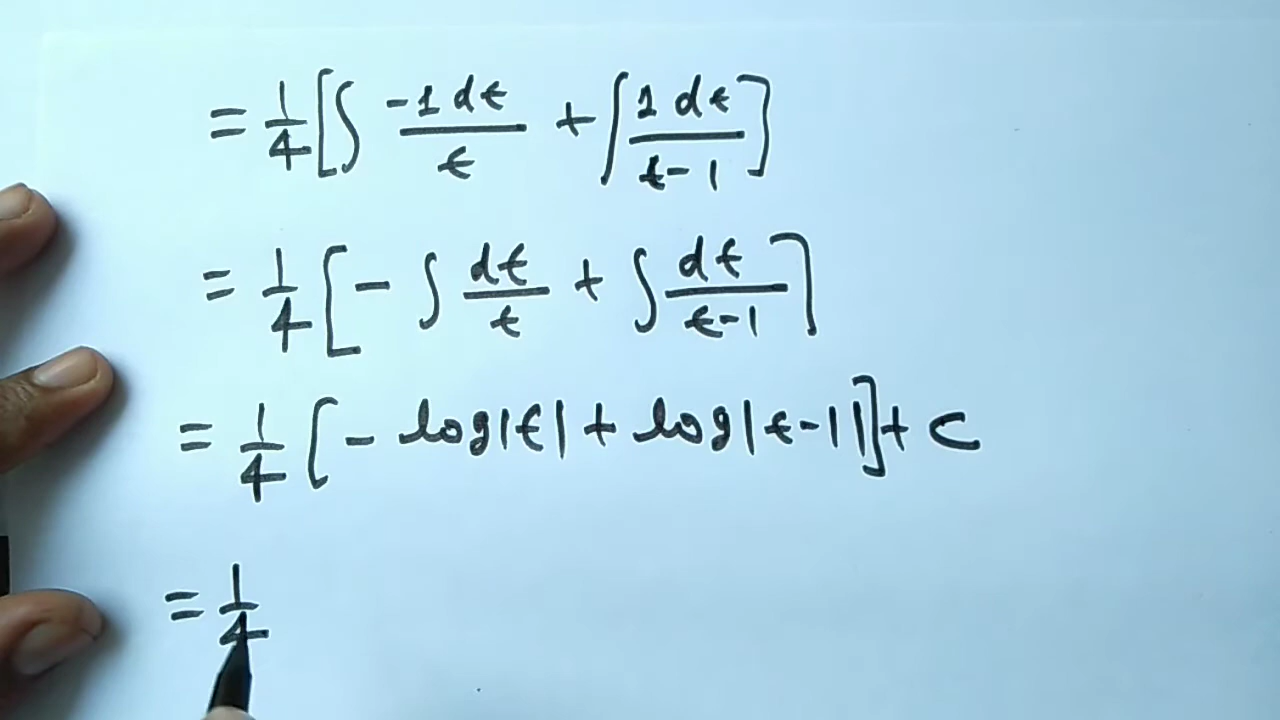 = 1/4 [∫ -1 dt/t + ∫ 1 dt/t-1]
= 1/4 [- ∫ dt/t + ∫ dt/t-1]
= 1/4 [- log|t| + log|t-1|] + c
= 1/4